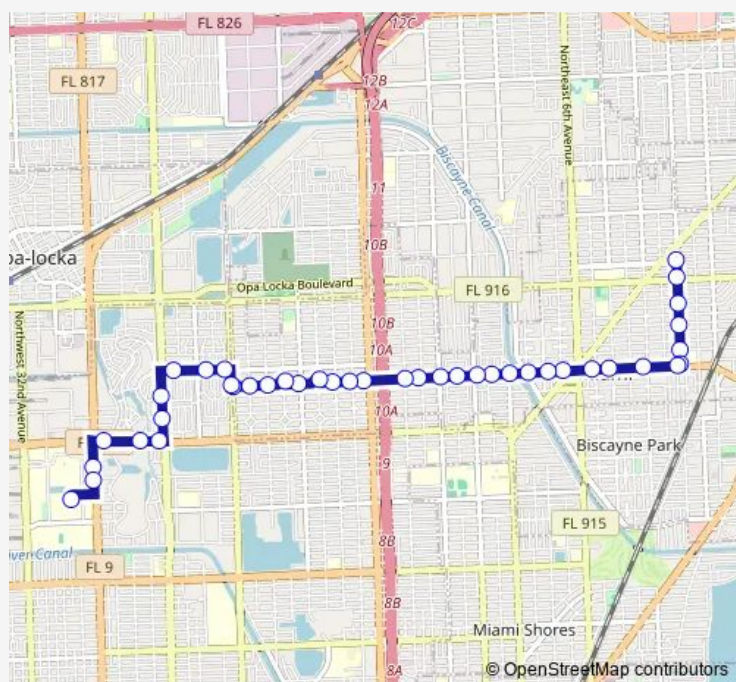 FL 826
12C
FL 817
12B
12A
Northeast 6th Avenue
Biscayne Canal
11
10B
pa-locka
Opa Locka Boulevard
FL 916
Northwest 32nd Avenue
10B
10A
10A
Biscayne Park
9
FL 915
8B
ver Canal
FL 9
8B
Miami Shores
8A
© OpenStreetMap contributors